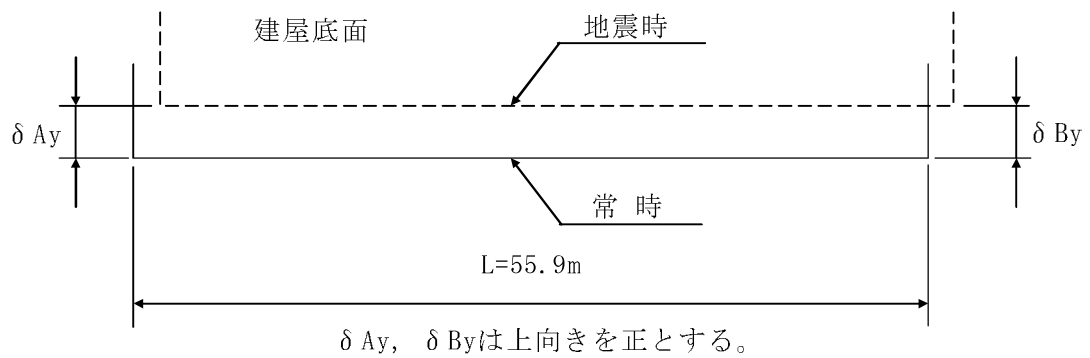 建屋底面
地震時
δAy
δBy
常 時
L=55.9m
δAy, δByは上向きを正とする。